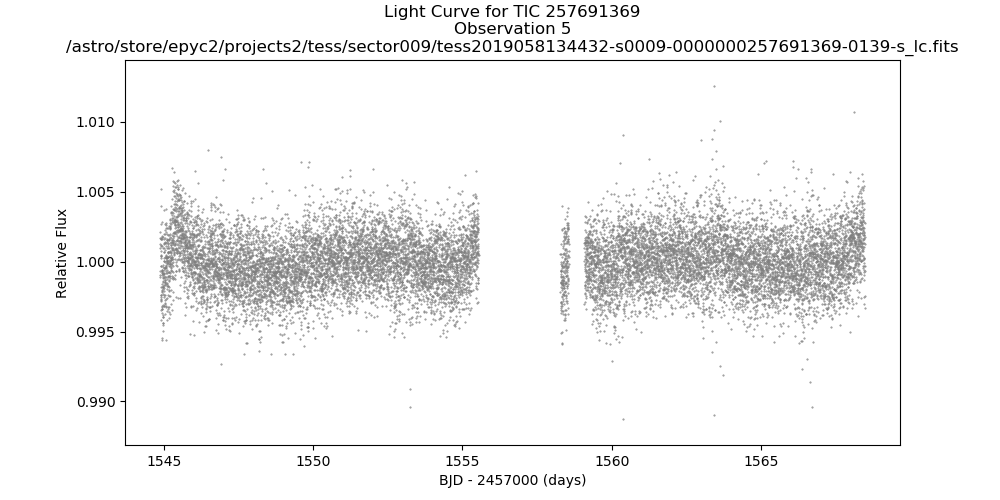 Light Curve for TIC 257691369
Observation 5
/astro/store/epyc2/projects2/tess/sector009/tess2019058134432-s0009-0000000257691369-0139-s_lc.fits
1.010
1.005
1.000
0.995
0.990
Relative Flux
1545
1550
1555
1560
1565
BJD - 2457000 (days)